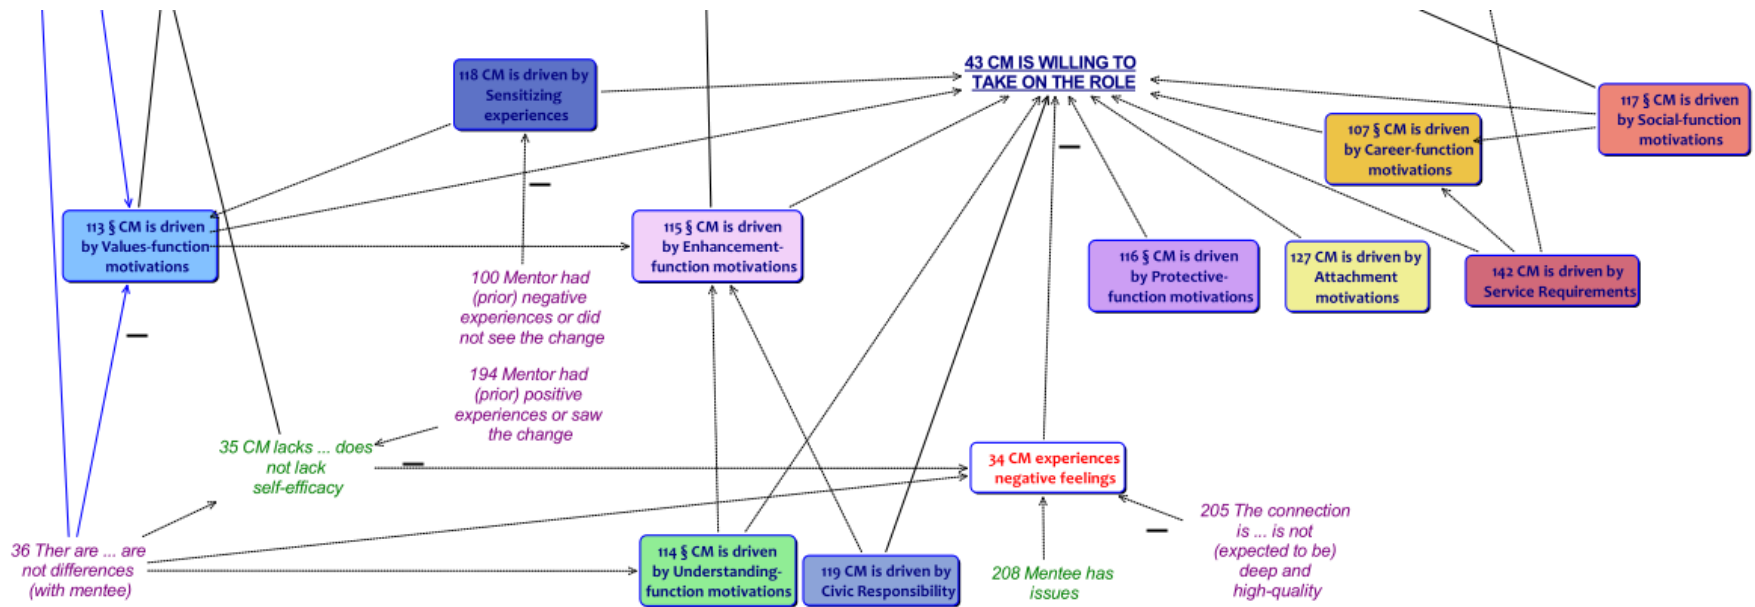 43 CM IS WILLING TO
TAKE ON THE ROLE
118 CM is driven by
Sensitizing
experiences
117 § CM is driven
by Social-function
motivations
107 § CM is driven
by Career-function
motivations
113 § CM is driven
by Values-function
motivations
115 § CM is driven
by Enhancement-
function motivations
116 § CM is driven
by Protective-
function motivations
127 CM is driven by
Attachment
motivations
142 CM is driven by
Service Requirements
100 Mentor had
(prior) negative
experiences or did
not see the change
194 Mentor had
(prior) positive
experiences or saw
the change
35 CM lacks ... does
not lack
self-efficacy
34 CM experiences
negative feelings
36 Ther are ... are
not differences
(with mentee)
114 § CM is driven
by Understanding-
function motivations
119 CM is driven by
Civic Responsibility
208 Mentee has
issues
205 The connection
is ... is not
(expected to be)
deep and
high-quality